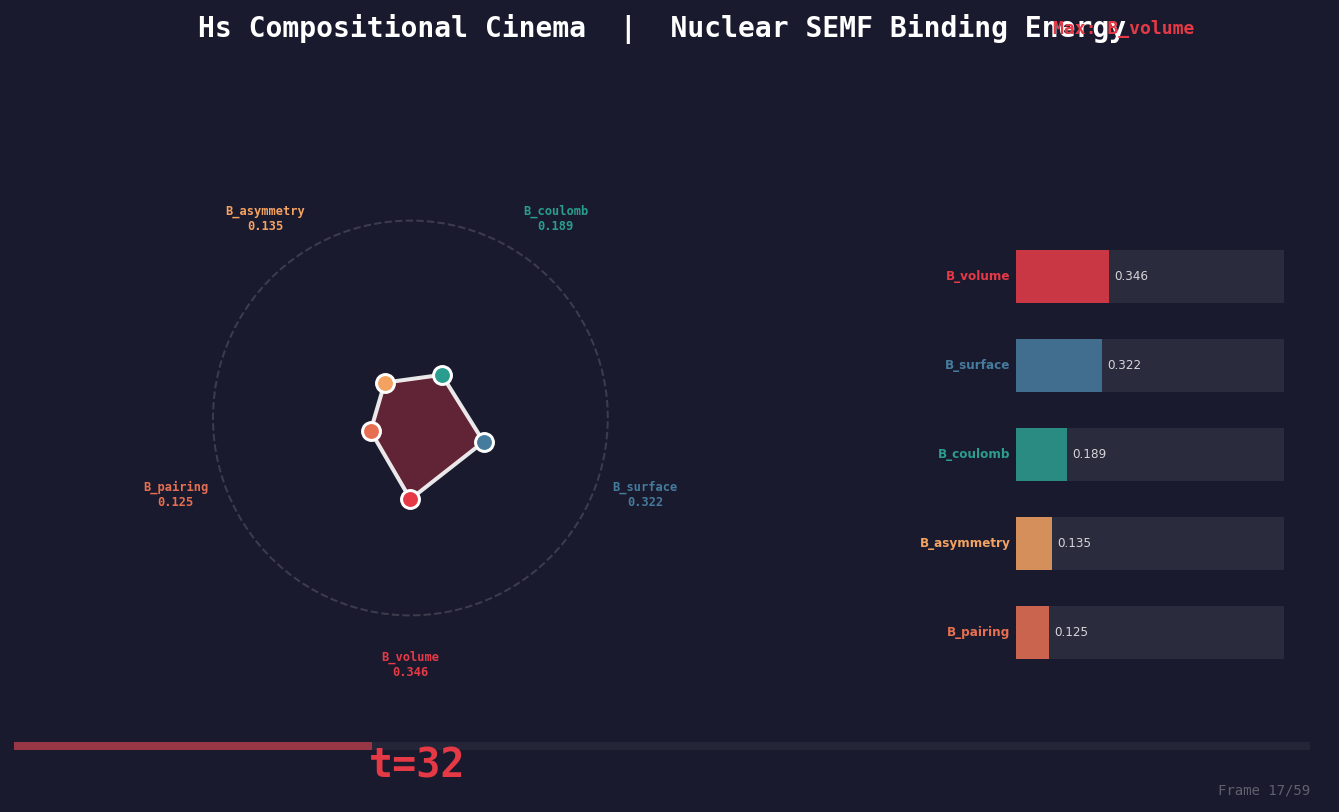 Hs Compositional Cinema | Nuclear SEMF Binding Energy
Max: B_volume
B_asymmetry
0.135
B_coulomb
0.189
B_pairing
0.125
B_surface
0.322
B_volume
0.346
B_volume 0.346
B_surface 0.322
B_coulomb 0.189
B_asymmetry 0.135
B_pairing 0.125
t=32
Frame 17/59